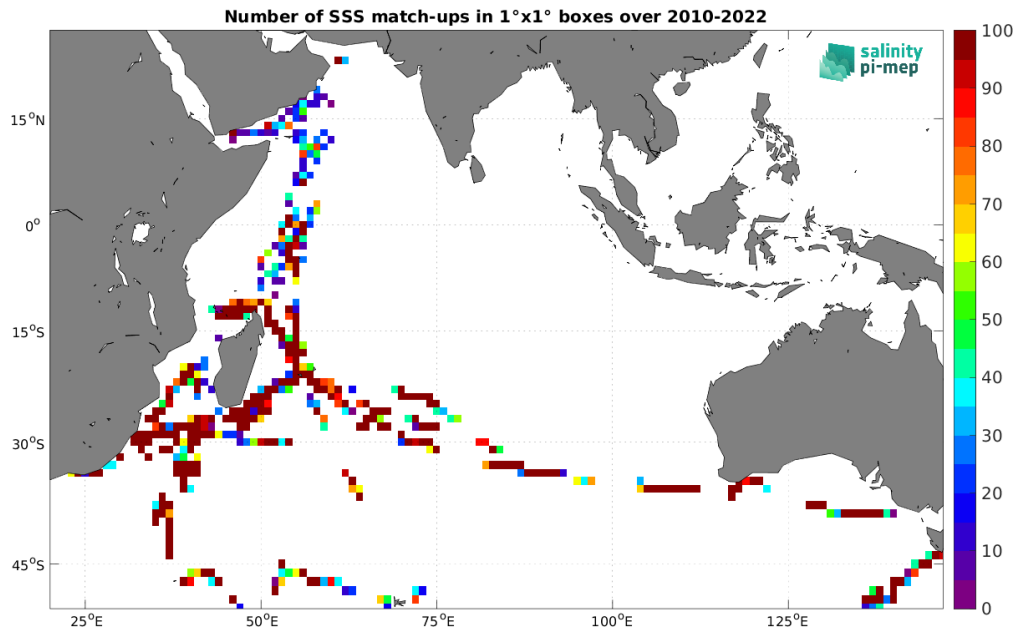 Number of SSS match-ups in 1°x1° boxes over 2010-2022
salinity
pi-mep
15°N
0°
15°S
30°S
45°S
25°E
50°E
75°E
100°E
125°E
100
90
80
70
60
50
40
30
20
10
0